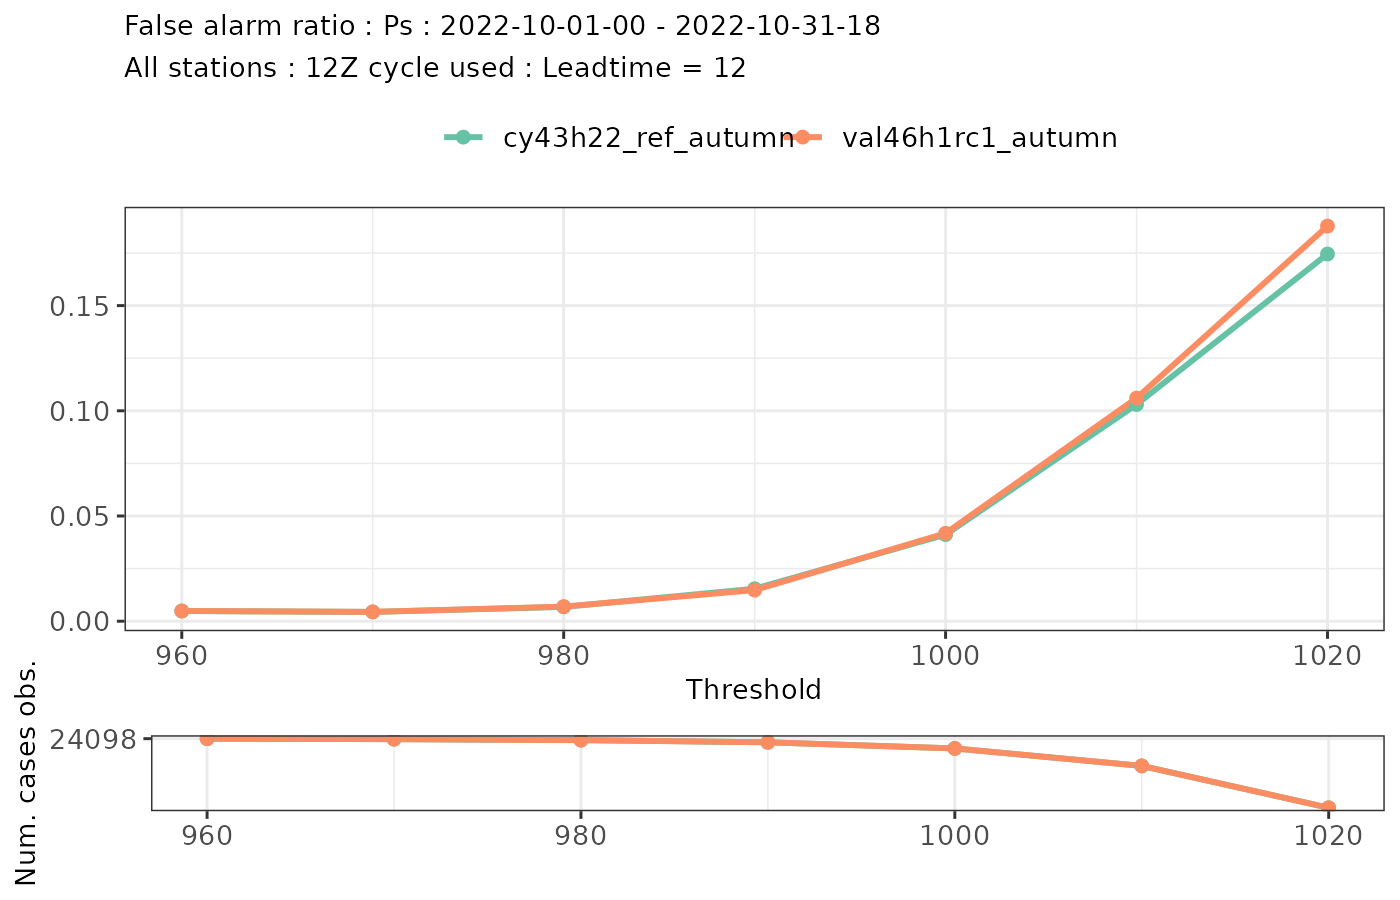 False alarm ratio : Ps : 2022-10-01-00 - 2022-10-31-18
All stations : 12Z cycle used : Leadtime = 12
cy43h22_ref_autumn val46h1rc1_autumn
0.15
0.10
0.05
0.00
960 980 1000 1020
Threshold
Num. cases obs.
24098
960 980 1000 1020